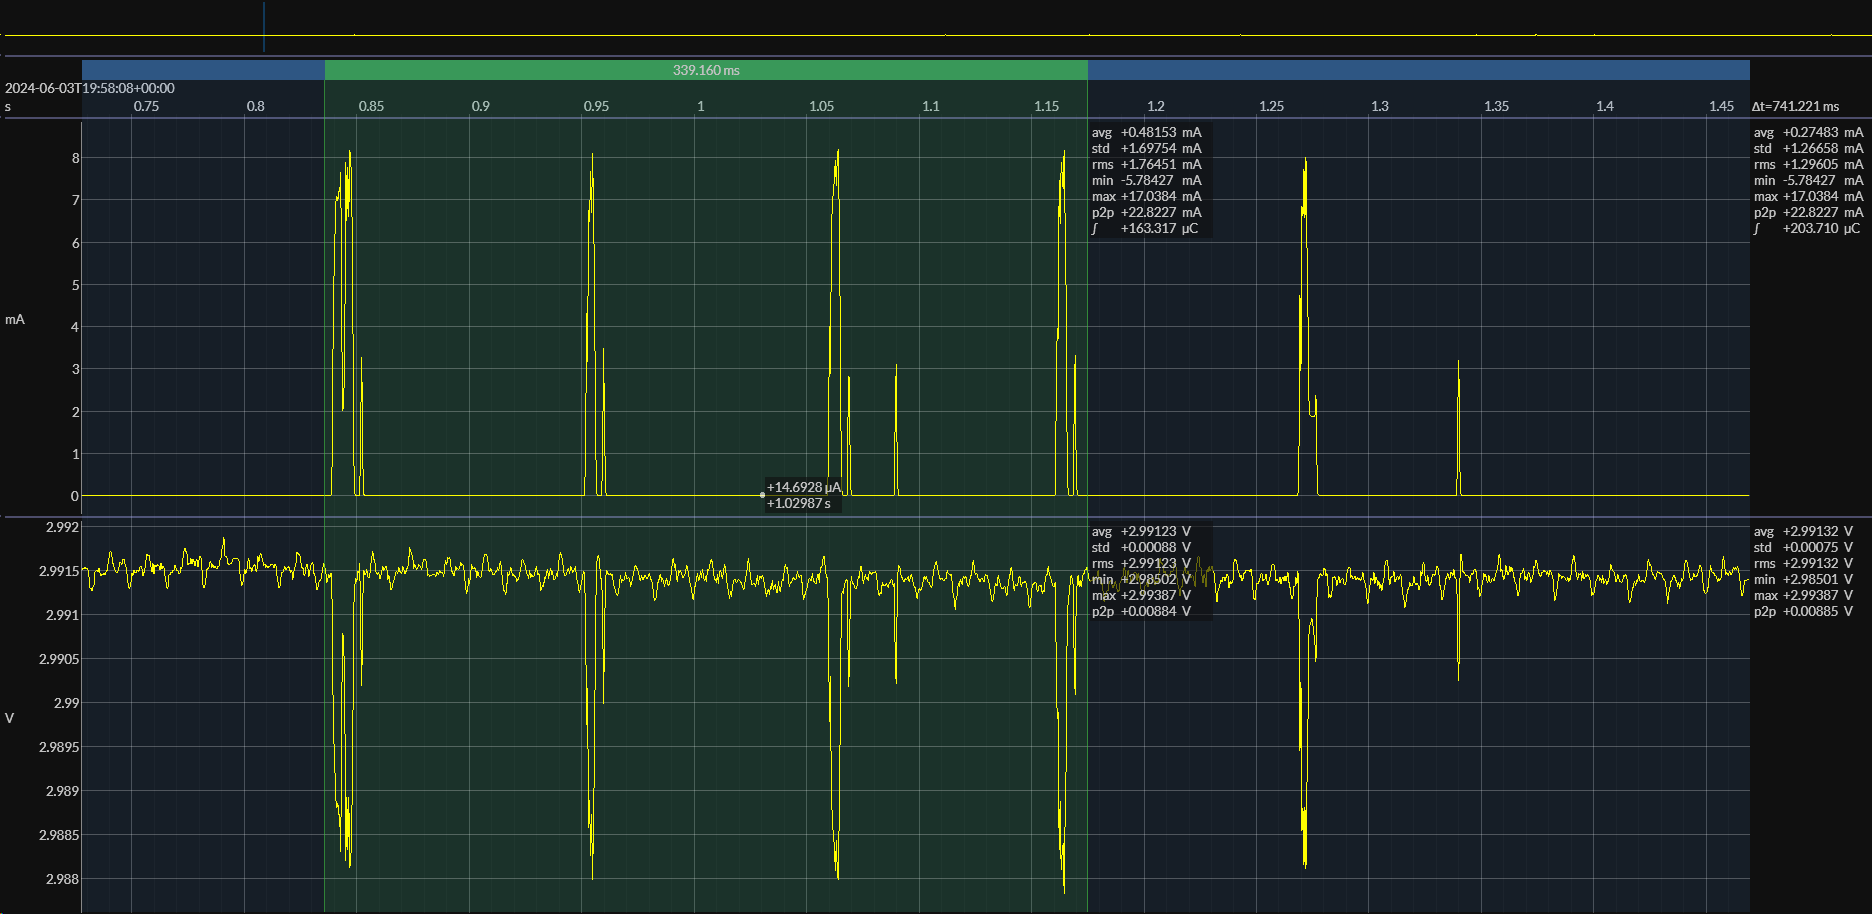 339.160 ms
2024-06-03T19:58:08+00:00
s 0.75 0.8 0.85 0.9 0.95 1 1.05 1.1 1.15 1.2 1.25 1.3 1.35 1.4 1.45 Δt=741.221 ms
mA
8
7
6
5
4
3
2
1
0
avg +0.48153 mA
std +1.69754 mA
rms +1.76451 mA
min -5.78427 mA
max +17.0384 mA
p2p +22.8227 mA
∫ +163.317 µC
avg +0.27483 mA
std +1.26658 mA
rms +1.29605 mA
min -5.78427 mA
max +17.0384 mA
p2p +22.8227 mA
∫ +203.710 µC
+14.6928 µA
+1.02987 s
V
2.992
2.9915
2.991
2.9905
2.99
2.9895
2.989
2.9885
2.988
avg +2.99123 V
std +0.00088 V
rms +2.99123 V
min +2.98502 V
max +2.99387 V
p2p +0.00884 V
avg +2.99132 V
std +0.00075 V
rms +2.99132 V
min +2.98501 V
max +2.99387 V
p2p +0.00885 V